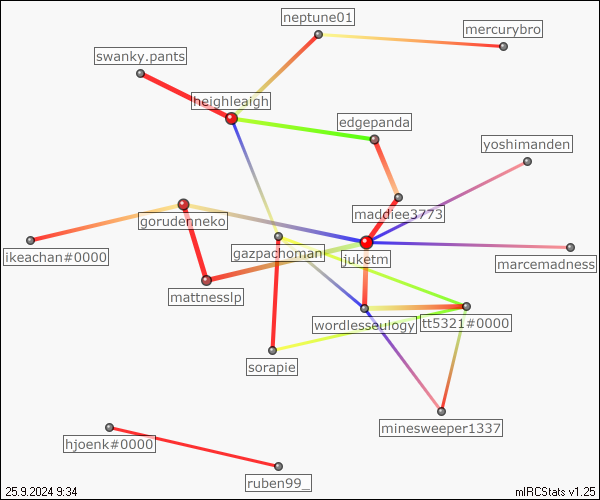 neptune01
mercurybro
swanky.pants
heighleaigh
edgepanda
yoshimanden
maddiee3773
gorudenneko
ikeachan#0000
gazpachoman
juketm
marcemadness
mattnesslp
wordlesseulogy
tt5321#0000
sorapie
minesweeper1337
hjoenk#0000
ruben99_
25.9.2024 9:34
mIRCStats v1.25